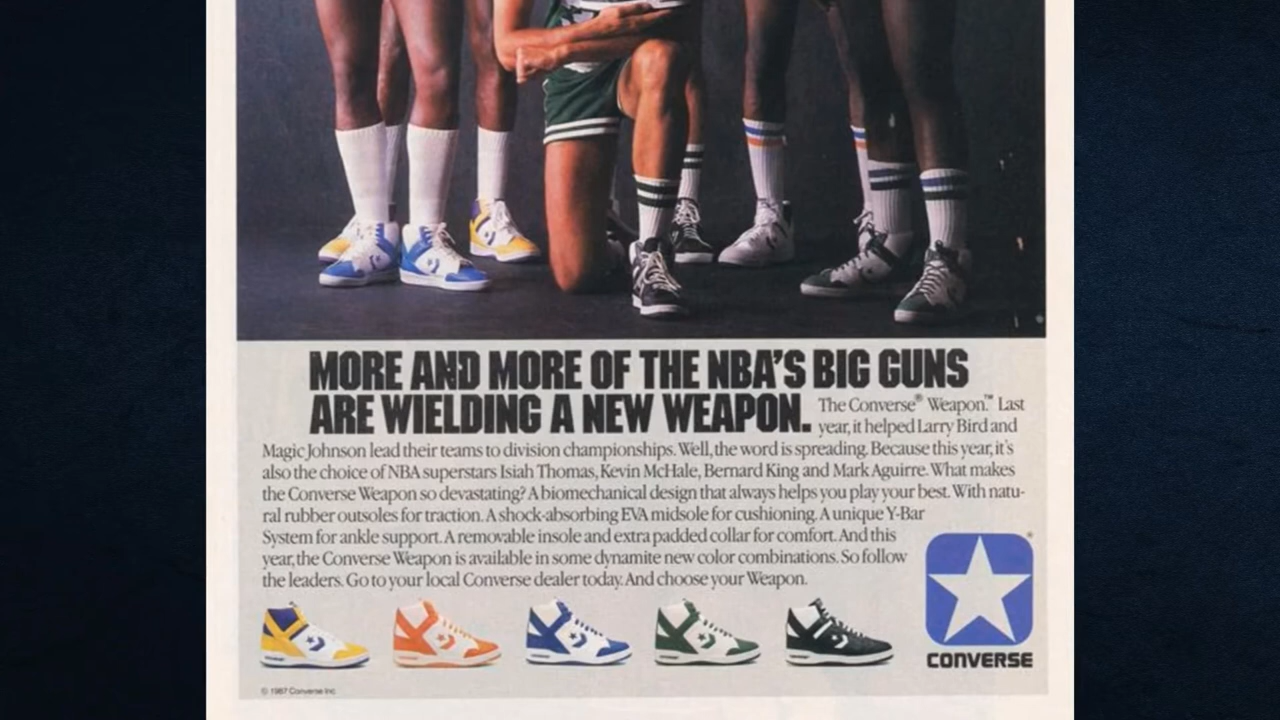 MORE AND MORE OF THE NBA'S BIG GUNS
ARE WIELDING A NEW WEAPON. The Converse® Weapon.™ Last
year, it helped Larry Bird and
Magic Johnson lead their teams to division championships. Well, the word is spreading. Because this year, it's
also the choice of NBA superstars Isiah Thomas, Kevin McHale, Bernard King and Mark Aguirre. What makes
the Converse Weapon so devastating? A biomechanical design that always helps you play your best. With natu-
ral rubber outsoles for traction. A shock-absorbing EVA midsole for cushioning. A unique Y-Bar
System for ankle support. A removable insole and extra padded collar for comfort. And this
year, the Converse Weapon is available in some dynamite new color combinations. So follow
the leaders. Go to your local Converse dealer today. And choose your Weapon.
®
CONVERSE
© 1987 Converse Inc.